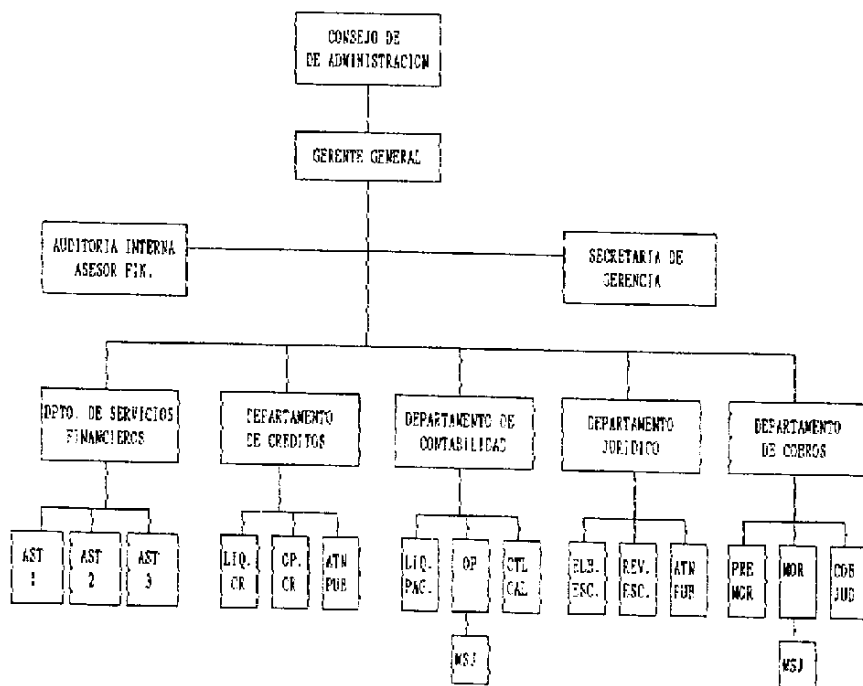 CONSEJO DE
DE ADMINISTRACION
GERENTE GENERAL
AUDITORIA INTERNA
ASESOR FIN.
SECRETARIA DE
GERENCIA
DPTO. DE SERVICIOS
FINANCIEROS
DEPARTAMENTO
DE CREDITOS
DEPARTAMENTO DE
CONTABILIDAD
DEPARTAMENTO
JURIDICO
DEPARTAMENTO
DE COBROS
AST
1
AST
2
AST
3
LIQ.
CR
OP.
CR
ATN
PUB
LIQ.
PAG.
OP
CTL
CAL
ELB.
ESC.
REV.
ESC.
ATN
PUB
PRE
MOR
MOR
COB
JUD
MSJ
MSJ